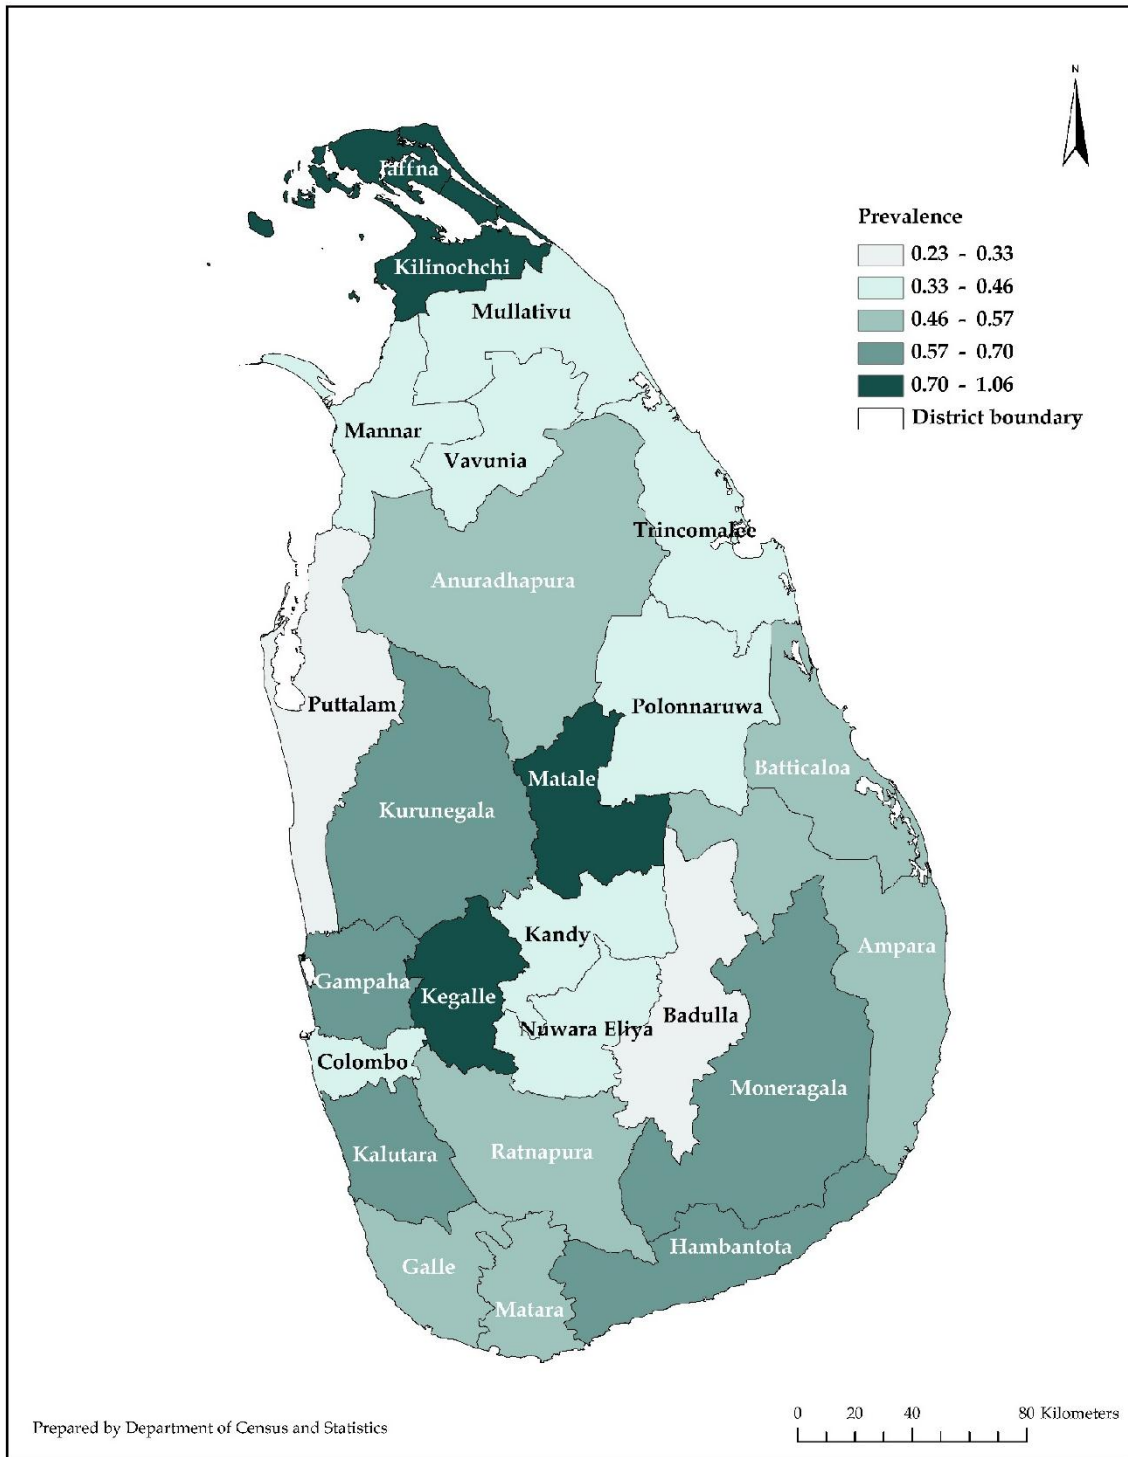 N
Jaffna
Prevalence
0.23 - 0.33
Kilinochchi
0.33 - 0.46
Mullativu
0.46 - 0.57
0.57 - 0.70
0.70 - 1.06
District boundary
Mannar
Vavunia
Trincomalee
Anuradhapura
Puttalam
Polonnaruwa
Batticaloa
Matale
Kurunegala
Kandy
Ampara
Gampaha
Kegalle
Badulla
Nuwara Eliya
Colombo
Moneragala
Kalutara
Ratnapura
Hambantota
Galle
Matara
0 20 40 80 Kilometers
Prepared by Department of Census and Statistics